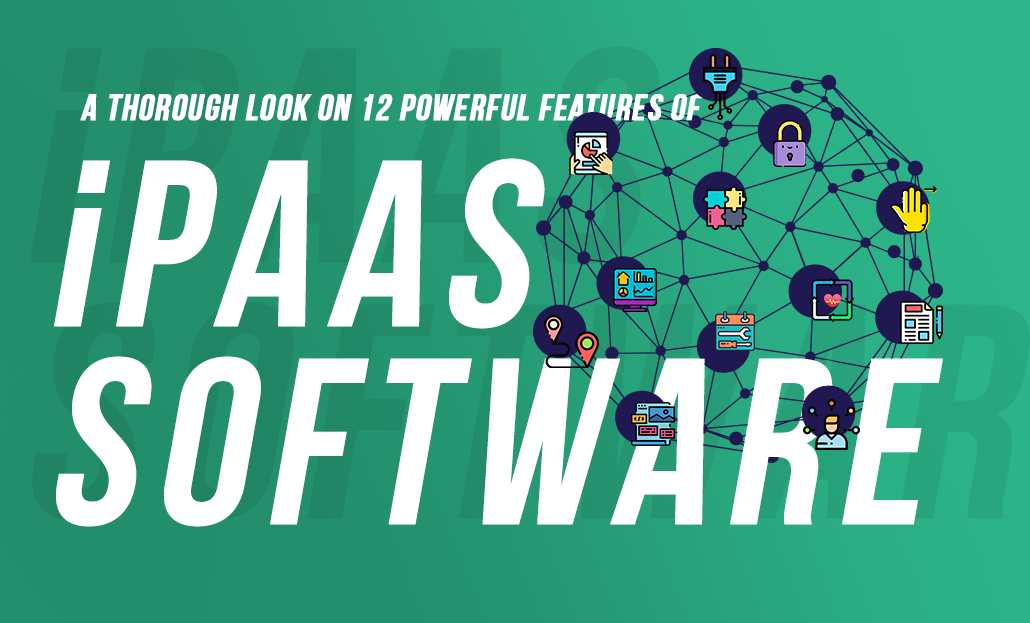 A THOROUGH LOOK ON 12 POWERFUL FEATURES OF
iPAAS
SOFTWARE